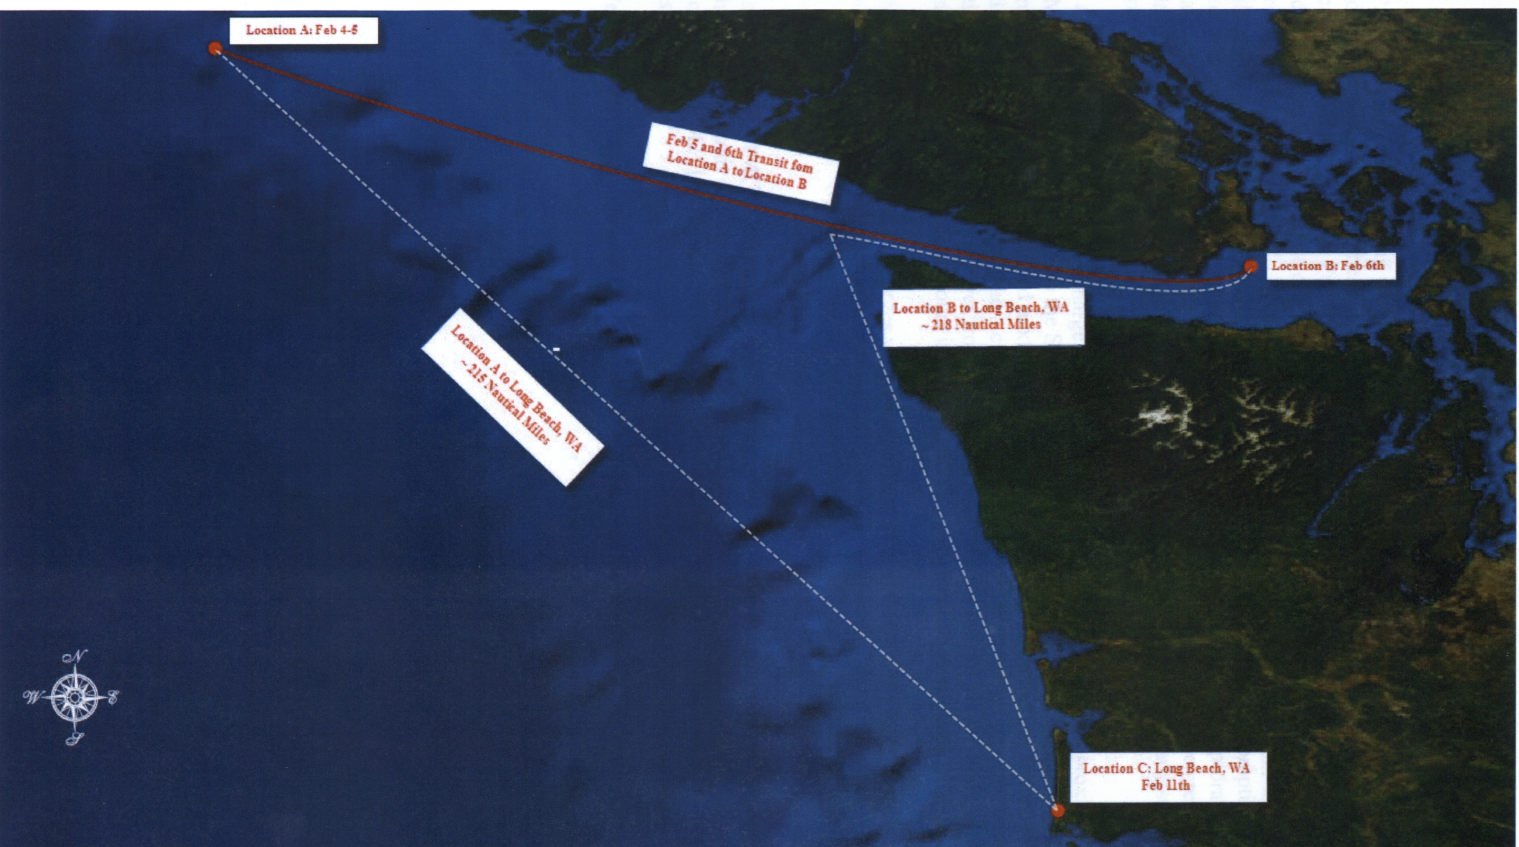 Location A: Feb 4-5
Feb 5 and 6th Transit fom
Location A to Location B
Location B: Feb 6th
Location B to Long Beach, WA
~ 218 Nautical Miles
Location A to Long Beach, WA
~ 215 Nautical Miles
N
W E
S
Location C: Long Beach, WA
Feb 11th